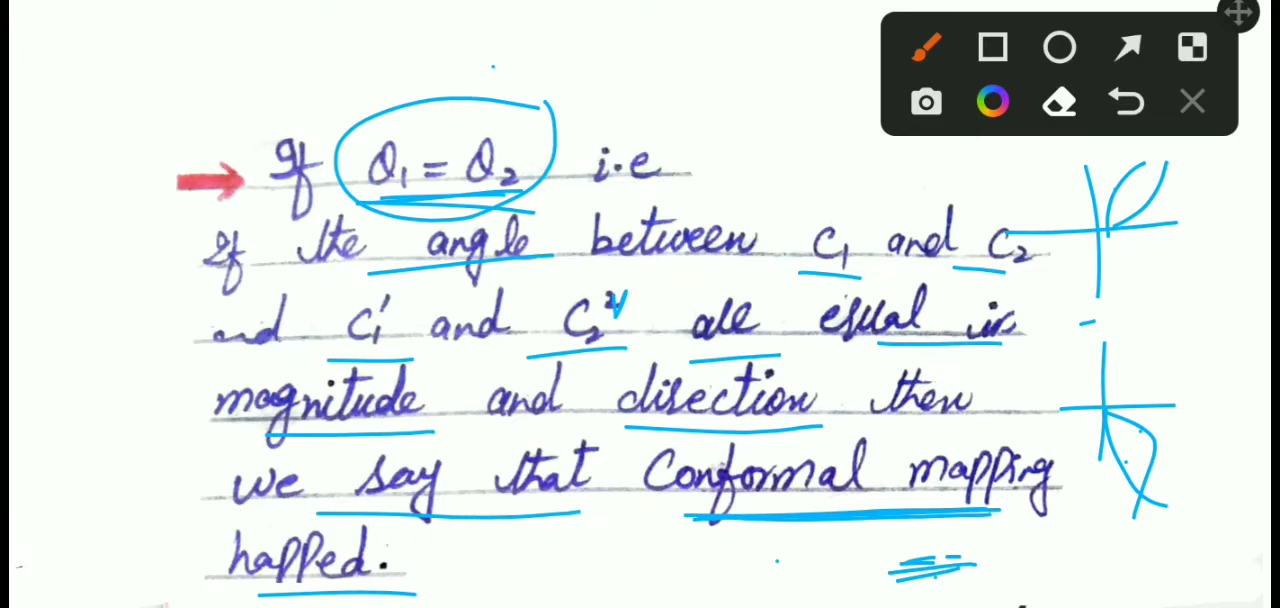 If θ₁ = θ₂ i.e
If the angle between C₁ and C₂
and C₁' and C₂' are equal in
magnitude and direction then
we say that Conformal mapping
happed.